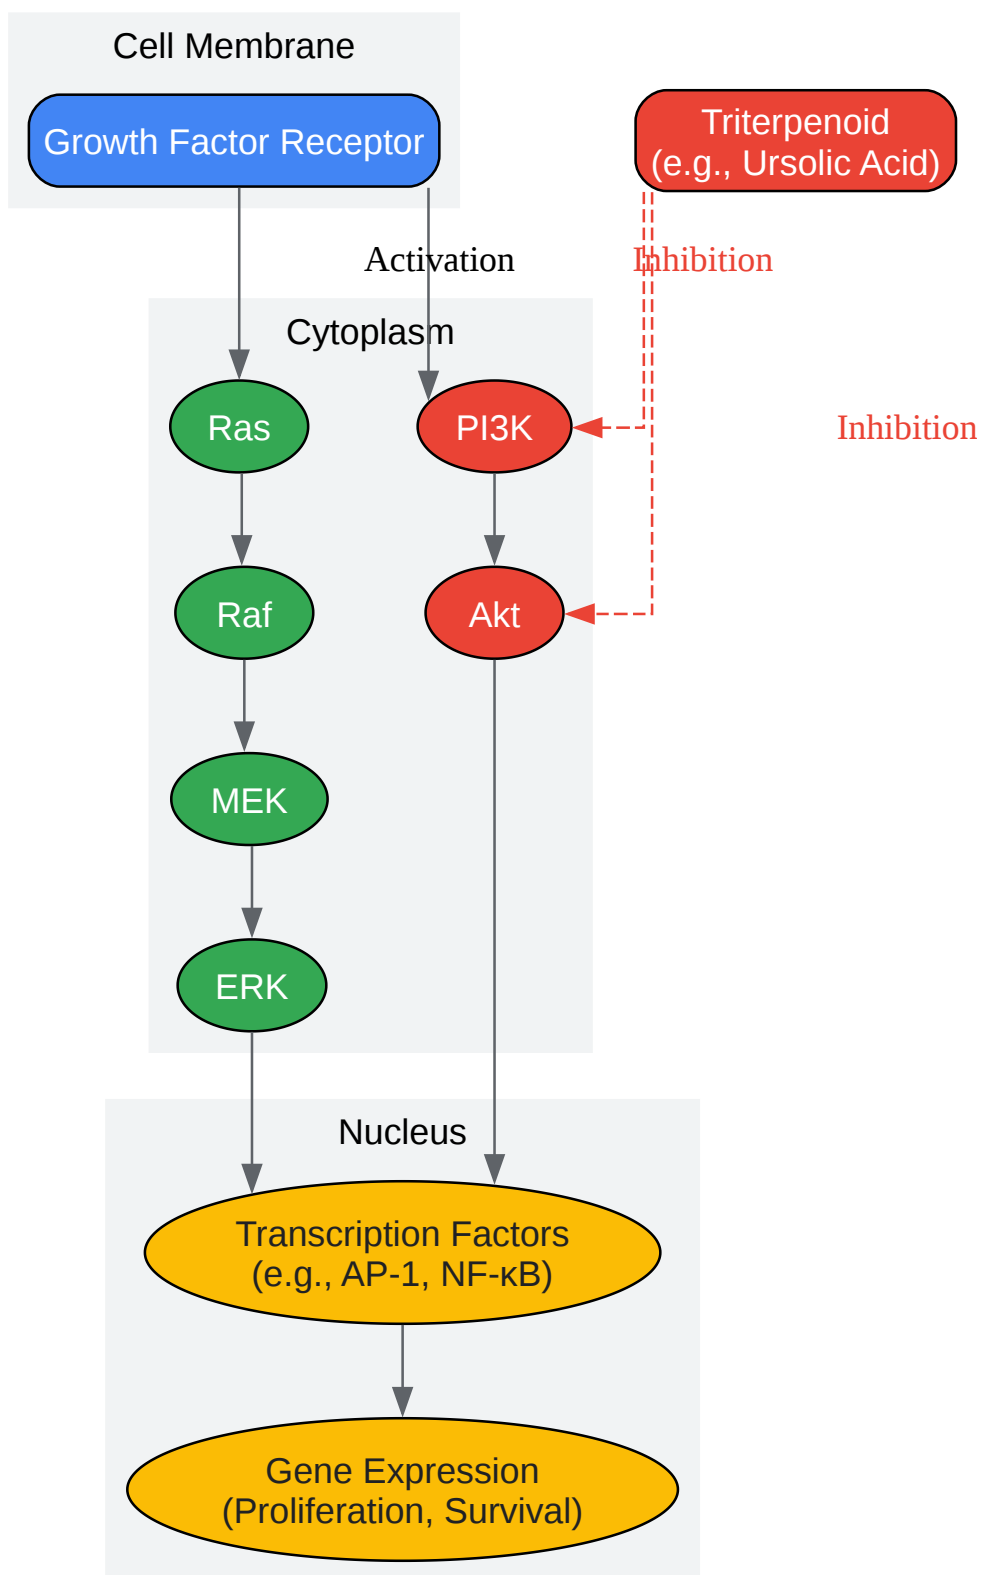 Cell Membrane
Growth Factor Receptor
Triterpenoid
(e.g., Ursolic Acid)
Activation
Inhibition
Cytoplasm
Ras
PI3K
Inhibition
Raf
Akt
MEK
ERK
Nucleus
Transcription Factors
(e.g., AP-1, NF-κB)
Gene Expression
(Proliferation, Survival)